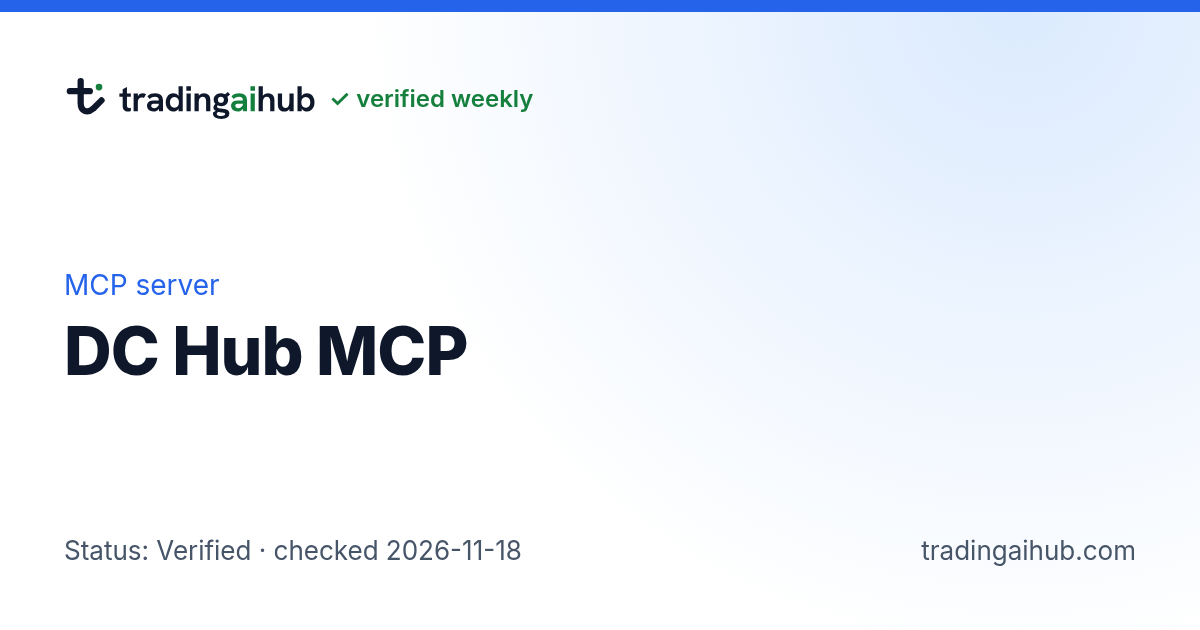 tradingaihub ✓ verified weekly
MCP server
DC Hub MCP
Status: Verified · checked 2026-11-18
tradingaihub.com